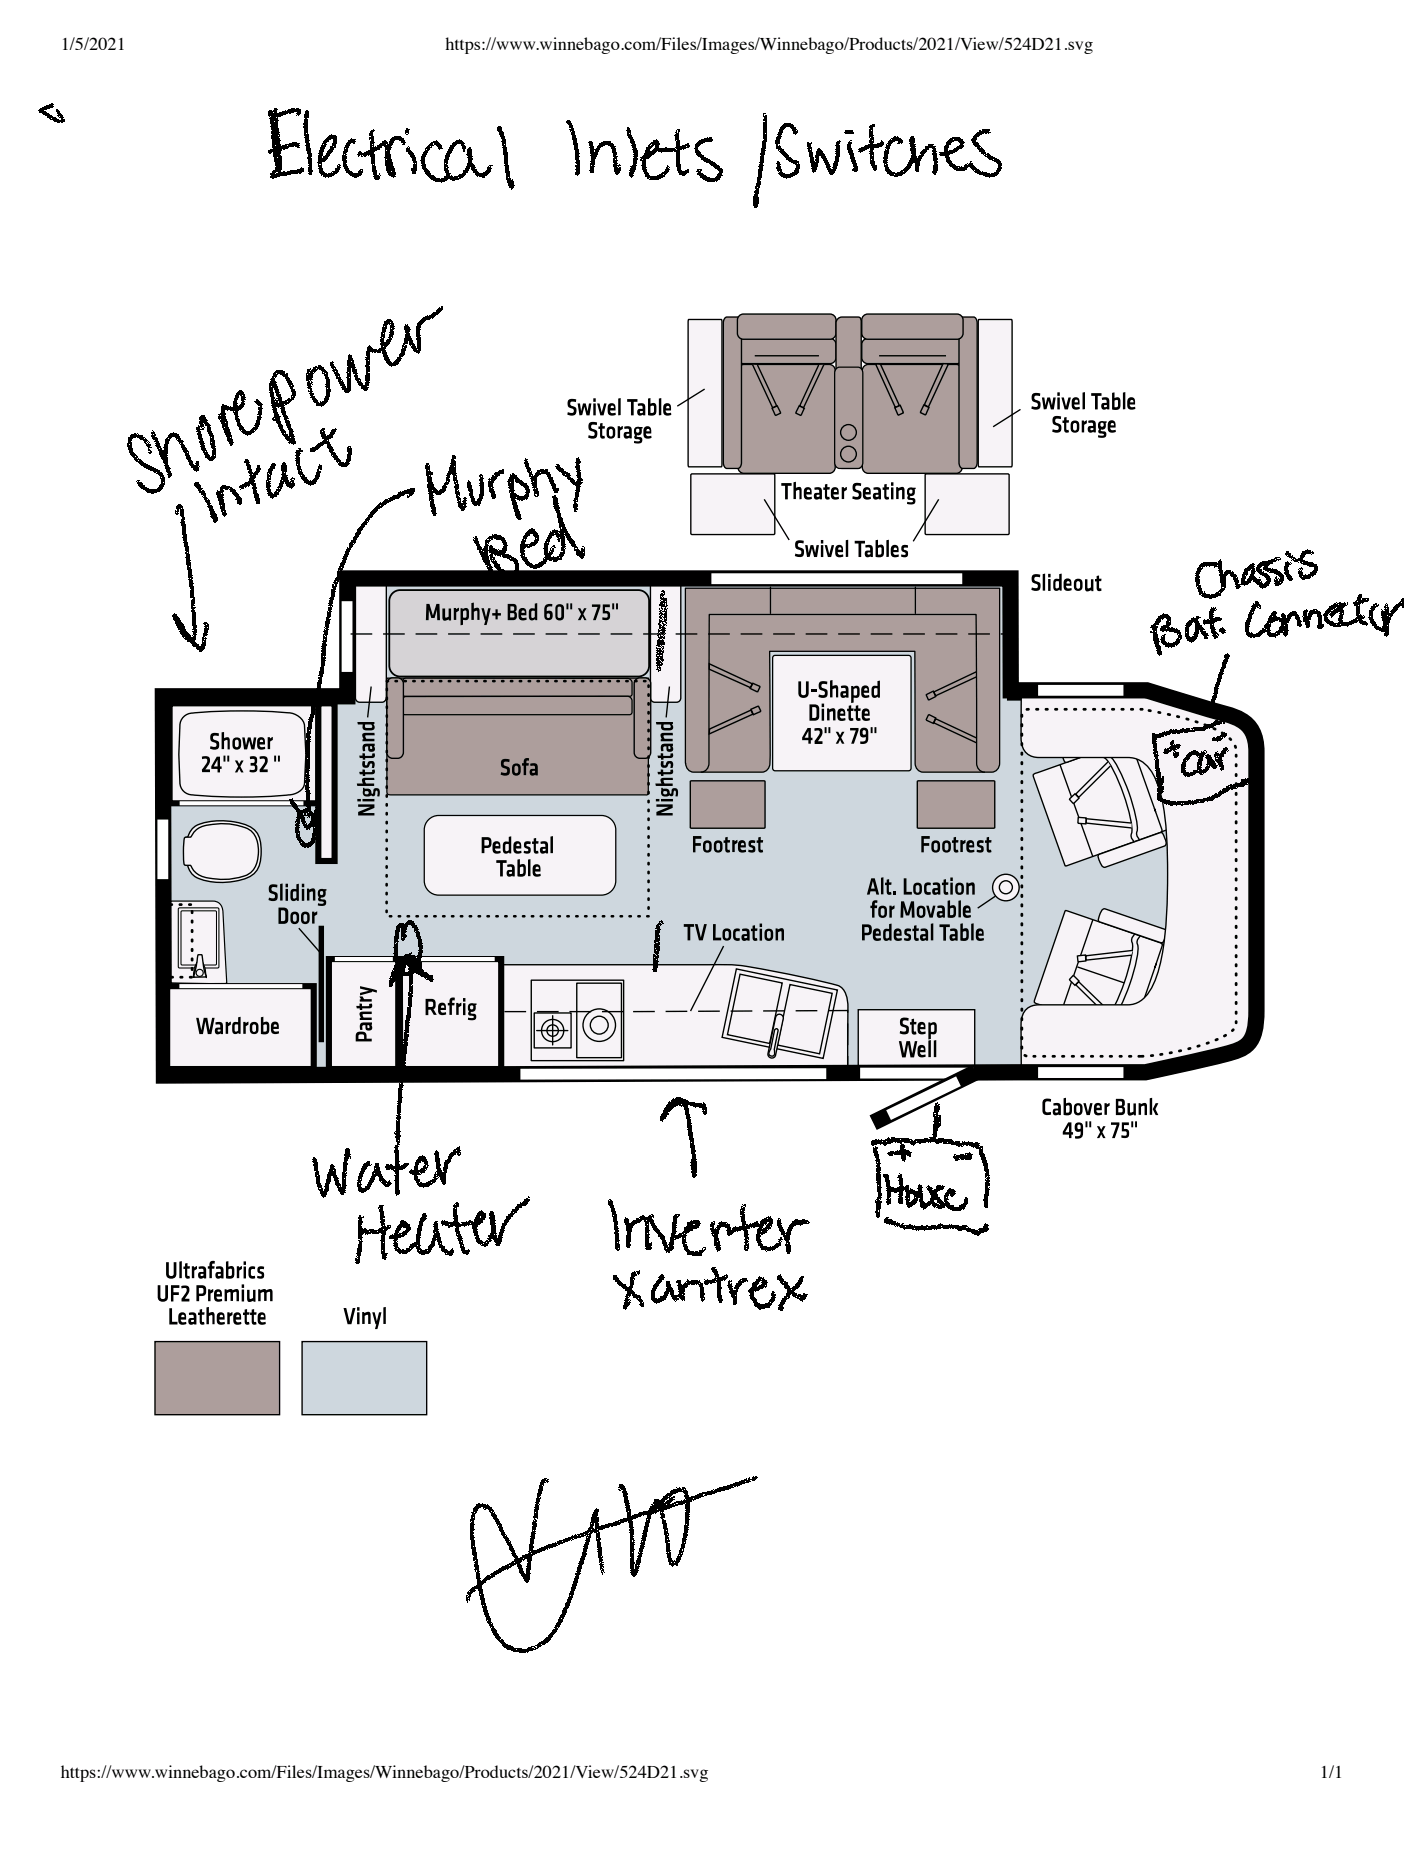 1/5/2021
https://www.winnebago.com/Files/Images/Winnebago/Products/2021/View/524D21.svg
Electrical Inlets /Switches
Shorepower
Intact
Murphy
Bed
Swivel Table
Storage
Swivel Table
Storage
Theater Seating
Swivel Tables
Slideout
Chassis
Bat. Connector
Murphy+ Bed 60" x 75"
Nightstand
Sofa
Nightstand
U-Shaped
Dinette
42" x 79"
+ -
car
Shower
24" x 32 "
Pedestal
Table
Footrest
Footrest
Sliding
Door
Alt. Location
for Movable
Pedestal Table
TV Location
Wardrobe
Pantry
Refrig
Step
Well
Cabover Bunk
49" x 75"
+ -
House
Water
Heater
Inverter
Xantrex
Ultrafabrics
UF2 Premium
Leatherette
Vinyl
https://www.winnebago.com/Files/Images/Winnebago/Products/2021/View/524D21.svg
1/1